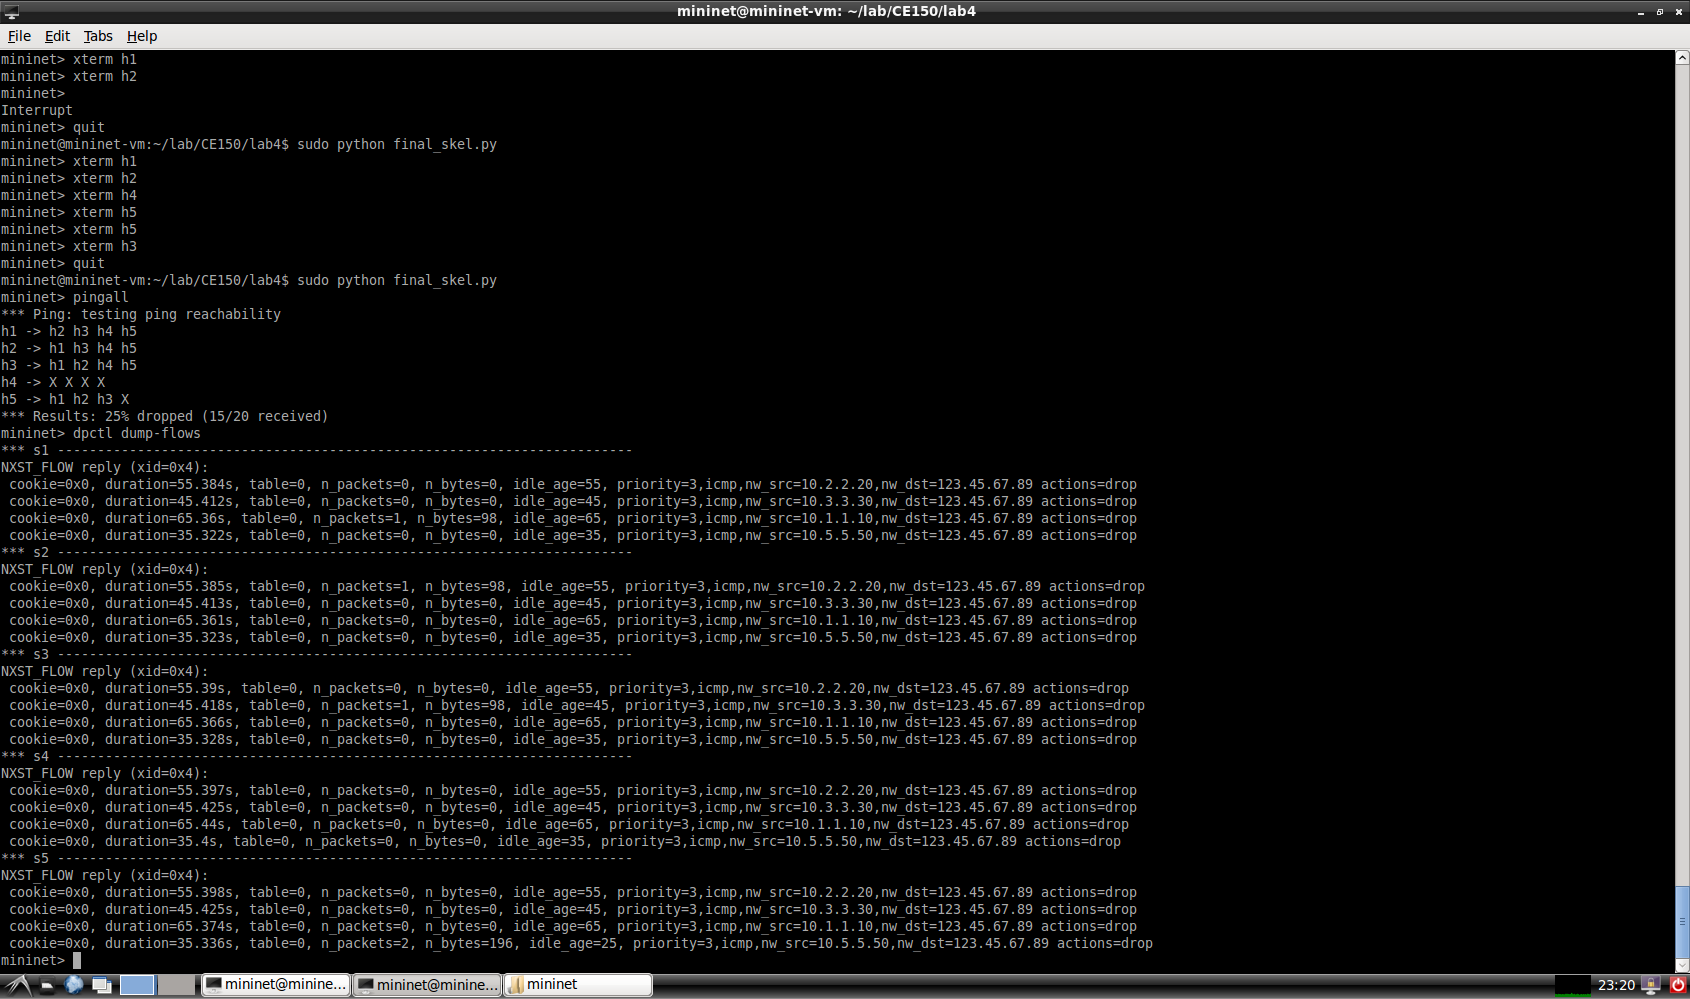 mininet@mininet-vm: ~/lab/CE150/lab4
File Edit Tabs Help
mininet> xterm h1
mininet> xterm h2
mininet>
Interrupt
mininet> quit
mininet@mininet-vm:~/lab/CE150/lab4$ sudo python final_skel.py
mininet> xterm h1
mininet> xterm h2
mininet> xterm h4
mininet> xterm h5
mininet> xterm h5
mininet> xterm h3
mininet> quit
mininet@mininet-vm:~/lab/CE150/lab4$ sudo python final_skel.py
mininet> pingall
*** Ping: testing ping reachability
h1 -> h2 h3 h4 h5
h2 -> h1 h3 h4 h5
h3 -> h1 h2 h4 h5
h4 -> X X X X
h5 -> h1 h2 h3 X
*** Results: 25% dropped (15/20 received)
mininet> dpctl dump-flows
*** s1 ------------------------------------------------------------------------
NXST_FLOW reply (xid=0x4):
 cookie=0x0, duration=55.384s, table=0, n_packets=0, n_bytes=0, idle_age=55, priority=3,icmp,nw_src=10.2.2.20,nw_dst=123.45.67.89 actions=drop
 cookie=0x0, duration=45.412s, table=0, n_packets=0, n_bytes=0, idle_age=45, priority=3,icmp,nw_src=10.3.3.30,nw_dst=123.45.67.89 actions=drop
 cookie=0x0, duration=65.36s, table=0, n_packets=1, n_bytes=98, idle_age=65, priority=3,icmp,nw_src=10.1.1.10,nw_dst=123.45.67.89 actions=drop
 cookie=0x0, duration=35.322s, table=0, n_packets=0, n_bytes=0, idle_age=35, priority=3,icmp,nw_src=10.5.5.50,nw_dst=123.45.67.89 actions=drop
*** s2 ------------------------------------------------------------------------
NXST_FLOW reply (xid=0x4):
 cookie=0x0, duration=55.385s, table=0, n_packets=1, n_bytes=98, idle_age=55, priority=3,icmp,nw_src=10.2.2.20,nw_dst=123.45.67.89 actions=drop
 cookie=0x0, duration=45.413s, table=0, n_packets=0, n_bytes=0, idle_age=45, priority=3,icmp,nw_src=10.3.3.30,nw_dst=123.45.67.89 actions=drop
 cookie=0x0, duration=65.361s, table=0, n_packets=0, n_bytes=0, idle_age=65, priority=3,icmp,nw_src=10.1.1.10,nw_dst=123.45.67.89 actions=drop
 cookie=0x0, duration=35.323s, table=0, n_packets=0, n_bytes=0, idle_age=35, priority=3,icmp,nw_src=10.5.5.50,nw_dst=123.45.67.89 actions=drop
*** s3 ------------------------------------------------------------------------
NXST_FLOW reply (xid=0x4):
 cookie=0x0, duration=55.39s, table=0, n_packets=0, n_bytes=0, idle_age=55, priority=3,icmp,nw_src=10.2.2.20,nw_dst=123.45.67.89 actions=drop
 cookie=0x0, duration=45.418s, table=0, n_packets=1, n_bytes=98, idle_age=45, priority=3,icmp,nw_src=10.3.3.30,nw_dst=123.45.67.89 actions=drop
 cookie=0x0, duration=65.366s, table=0, n_packets=0, n_bytes=0, idle_age=65, priority=3,icmp,nw_src=10.1.1.10,nw_dst=123.45.67.89 actions=drop
 cookie=0x0, duration=35.328s, table=0, n_packets=0, n_bytes=0, idle_age=35, priority=3,icmp,nw_src=10.5.5.50,nw_dst=123.45.67.89 actions=drop
*** s4 ------------------------------------------------------------------------
NXST_FLOW reply (xid=0x4):
 cookie=0x0, duration=55.397s, table=0, n_packets=0, n_bytes=0, idle_age=55, priority=3,icmp,nw_src=10.2.2.20,nw_dst=123.45.67.89 actions=drop
 cookie=0x0, duration=45.425s, table=0, n_packets=0, n_bytes=0, idle_age=45, priority=3,icmp,nw_src=10.3.3.30,nw_dst=123.45.67.89 actions=drop
 cookie=0x0, duration=65.44s, table=0, n_packets=0, n_bytes=0, idle_age=65, priority=3,icmp,nw_src=10.1.1.10,nw_dst=123.45.67.89 actions=drop
 cookie=0x0, duration=35.4s, table=0, n_packets=0, n_bytes=0, idle_age=35, priority=3,icmp,nw_src=10.5.5.50,nw_dst=123.45.67.89 actions=drop
*** s5 ------------------------------------------------------------------------
NXST_FLOW reply (xid=0x4):
 cookie=0x0, duration=55.398s, table=0, n_packets=0, n_bytes=0, idle_age=55, priority=3,icmp,nw_src=10.2.2.20,nw_dst=123.45.67.89 actions=drop
 cookie=0x0, duration=45.425s, table=0, n_packets=0, n_bytes=0, idle_age=45, priority=3,icmp,nw_src=10.3.3.30,nw_dst=123.45.67.89 actions=drop
 cookie=0x0, duration=65.374s, table=0, n_packets=0, n_bytes=0, idle_age=65, priority=3,icmp,nw_src=10.1.1.10,nw_dst=123.45.67.89 actions=drop
 cookie=0x0, duration=35.336s, table=0, n_packets=2, n_bytes=196, idle_age=25, priority=3,icmp,nw_src=10.5.5.50,nw_dst=123.45.67.89 actions=drop
mininet>
mininet@minine... mininet@minine... mininet 23:20